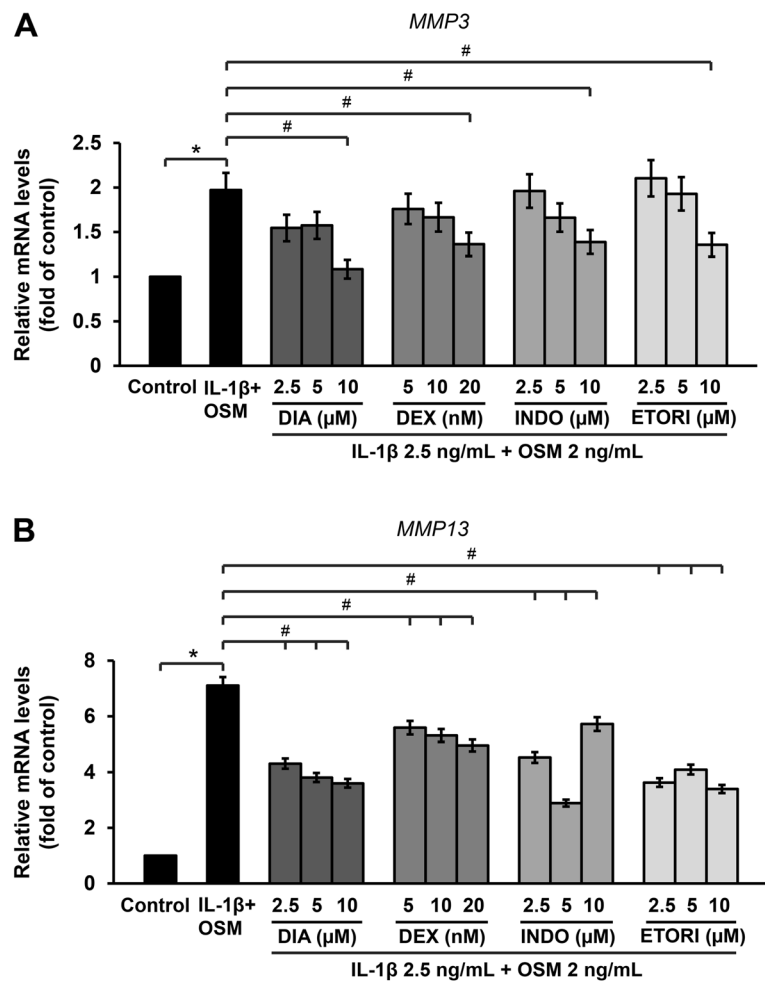 A
MMP3
#
#
#
#
*
Relative mRNA levels
(fold of control)
2.5
2
1.5
1
0.5
0
Control IL-1β+
OSM
2.5 5 10 5 10 20 2.5 5 10 2.5 5 10
DIA (μM) DEX (nM) INDO (μM) ETORI (μM)
IL-1β 2.5 ng/mL + OSM 2 ng/mL
B
MMP13
#
#
#
#
*
Relative mRNA levels
(fold of control)
8
6
4
2
0
Control IL-1β+
OSM
2.5 5 10 5 10 20 2.5 5 10 2.5 5 10
DIA (μM) DEX (nM) INDO (μM) ETORI (μM)
IL-1β 2.5 ng/mL + OSM 2 ng/mL